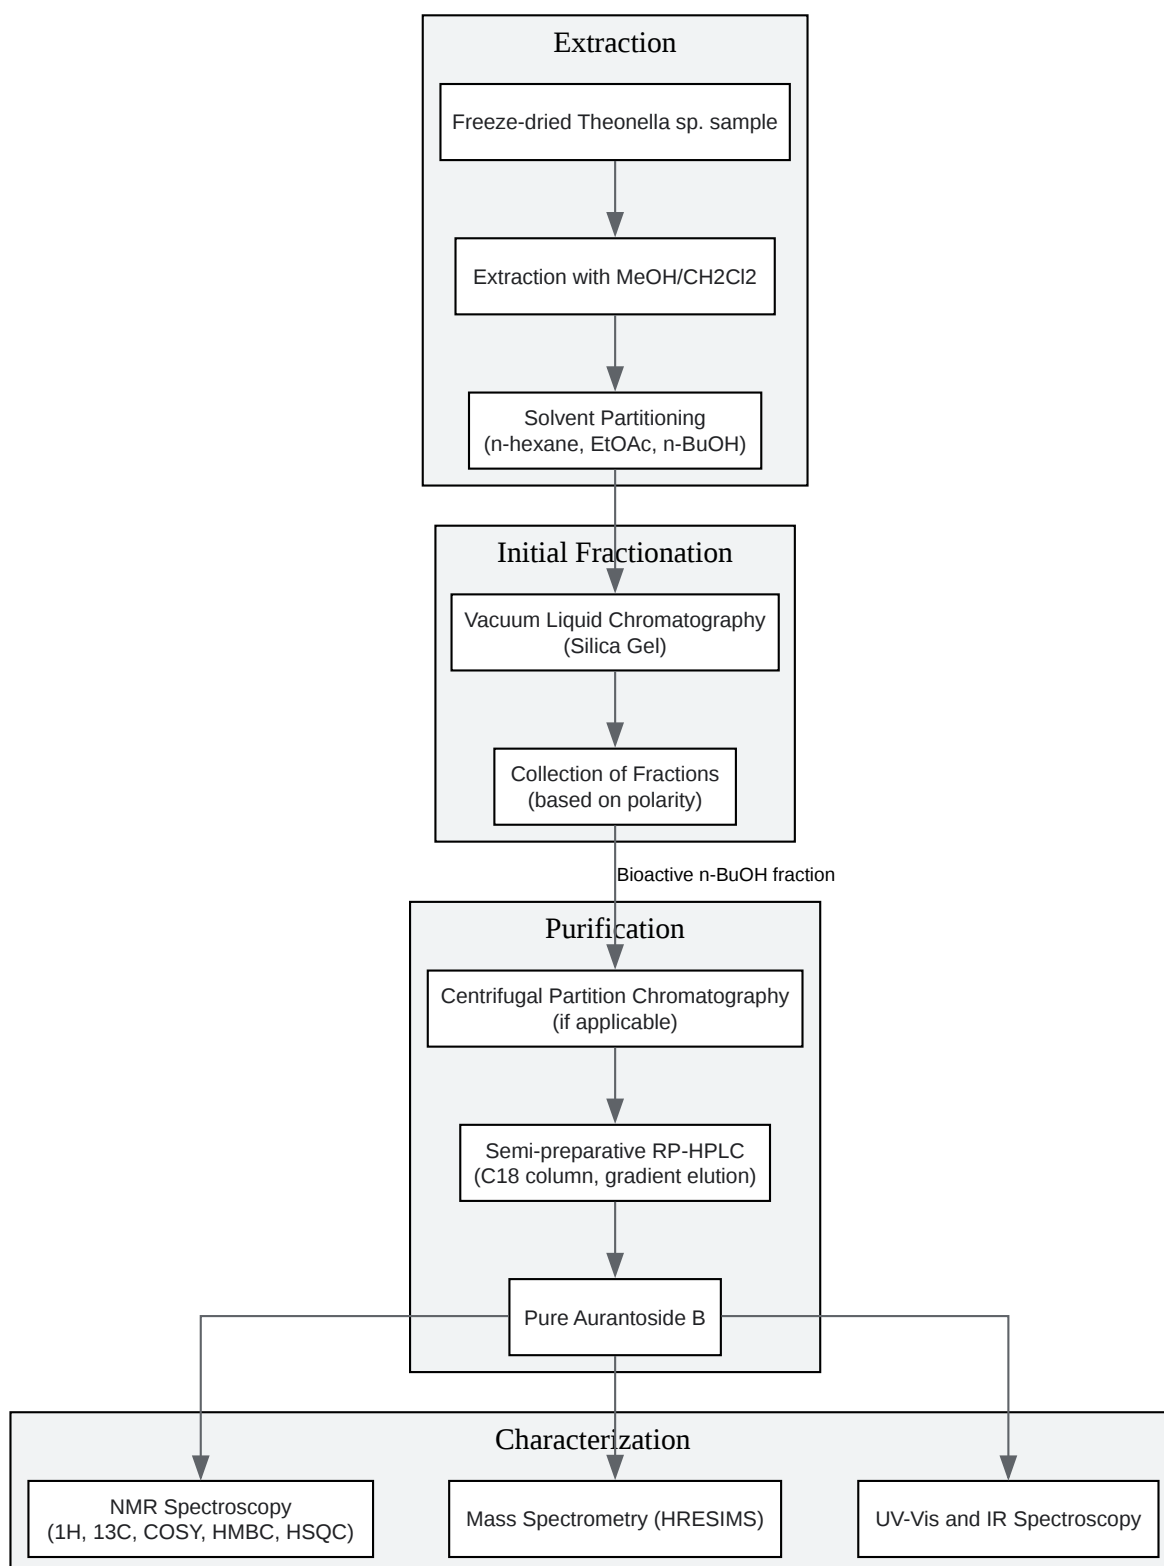 Extraction
Freeze-dried Theonella sp. sample
Extraction with MeOH/CH2Cl2
Solvent Partitioning
(n-hexane, EtOAc, n-BuOH)
Initial Fractionation
Vacuum Liquid Chromatography
(Silica Gel)
Collection of Fractions
(based on polarity)
Bioactive n-BuOH fraction
Purification
Centrifugal Partition Chromatography
(if applicable)
Semi-preparative RP-HPLC
(C18 column, gradient elution)
Pure Aurantoside B
Characterization
NMR Spectroscopy
(1H, 13C, COSY, HMBC, HSQC)
Mass Spectrometry (HRESIMS)
UV-Vis and IR Spectroscopy